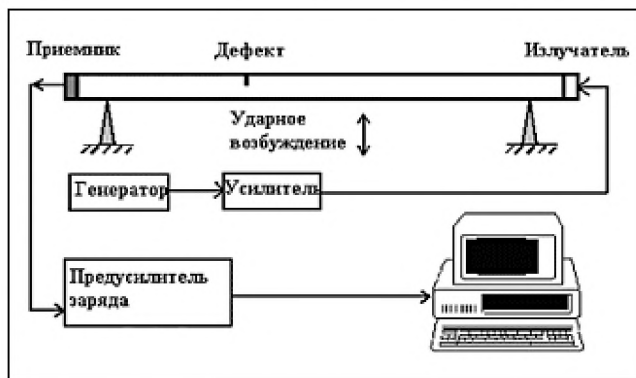 Приемник
Дефект
Излучатель
Ударное
возбуждение
Генератор
Усилитель
Предусилитель
заряда